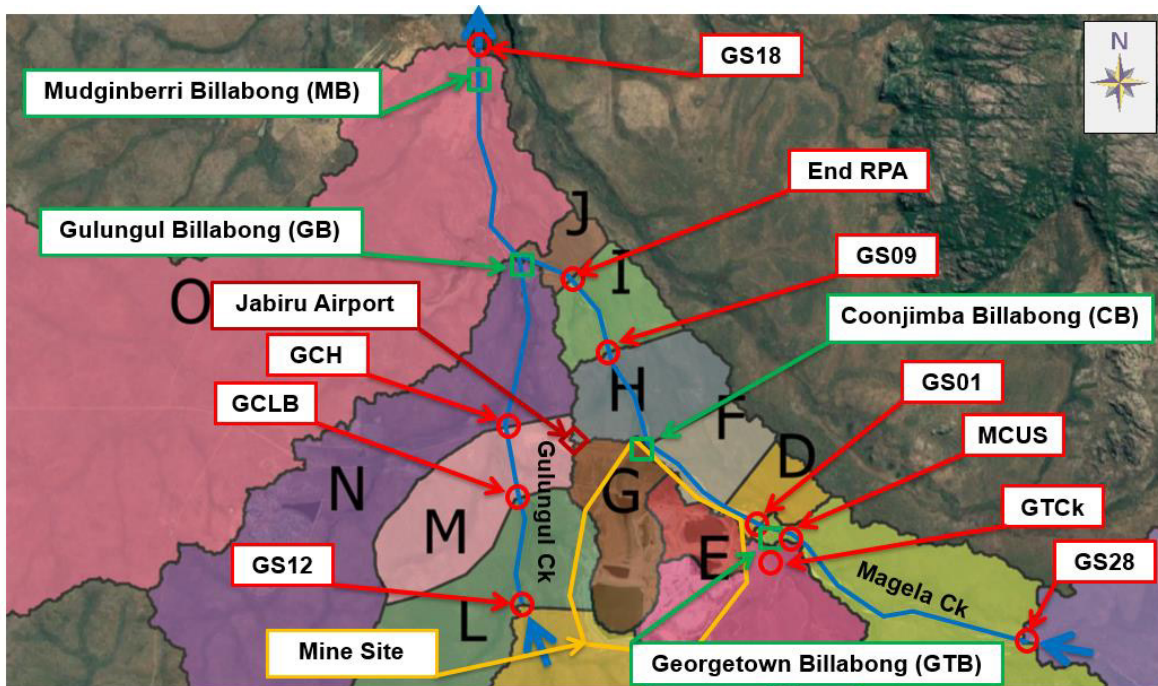 GS18
N
Mudginberri Billabong (MB)
End RPA
J
Gulungul Billabong (GB)
I
GS09
O
Jabiru Airport
Coonjimba Billabong (CB)
GCH
H
GS01
F
GCLB
MCUS
D
Gulungul Ck
N
G
GTCk
M
E
GS12
GS28
Magela Ck
L
Mine Site
Georgetown Billabong (GTB)